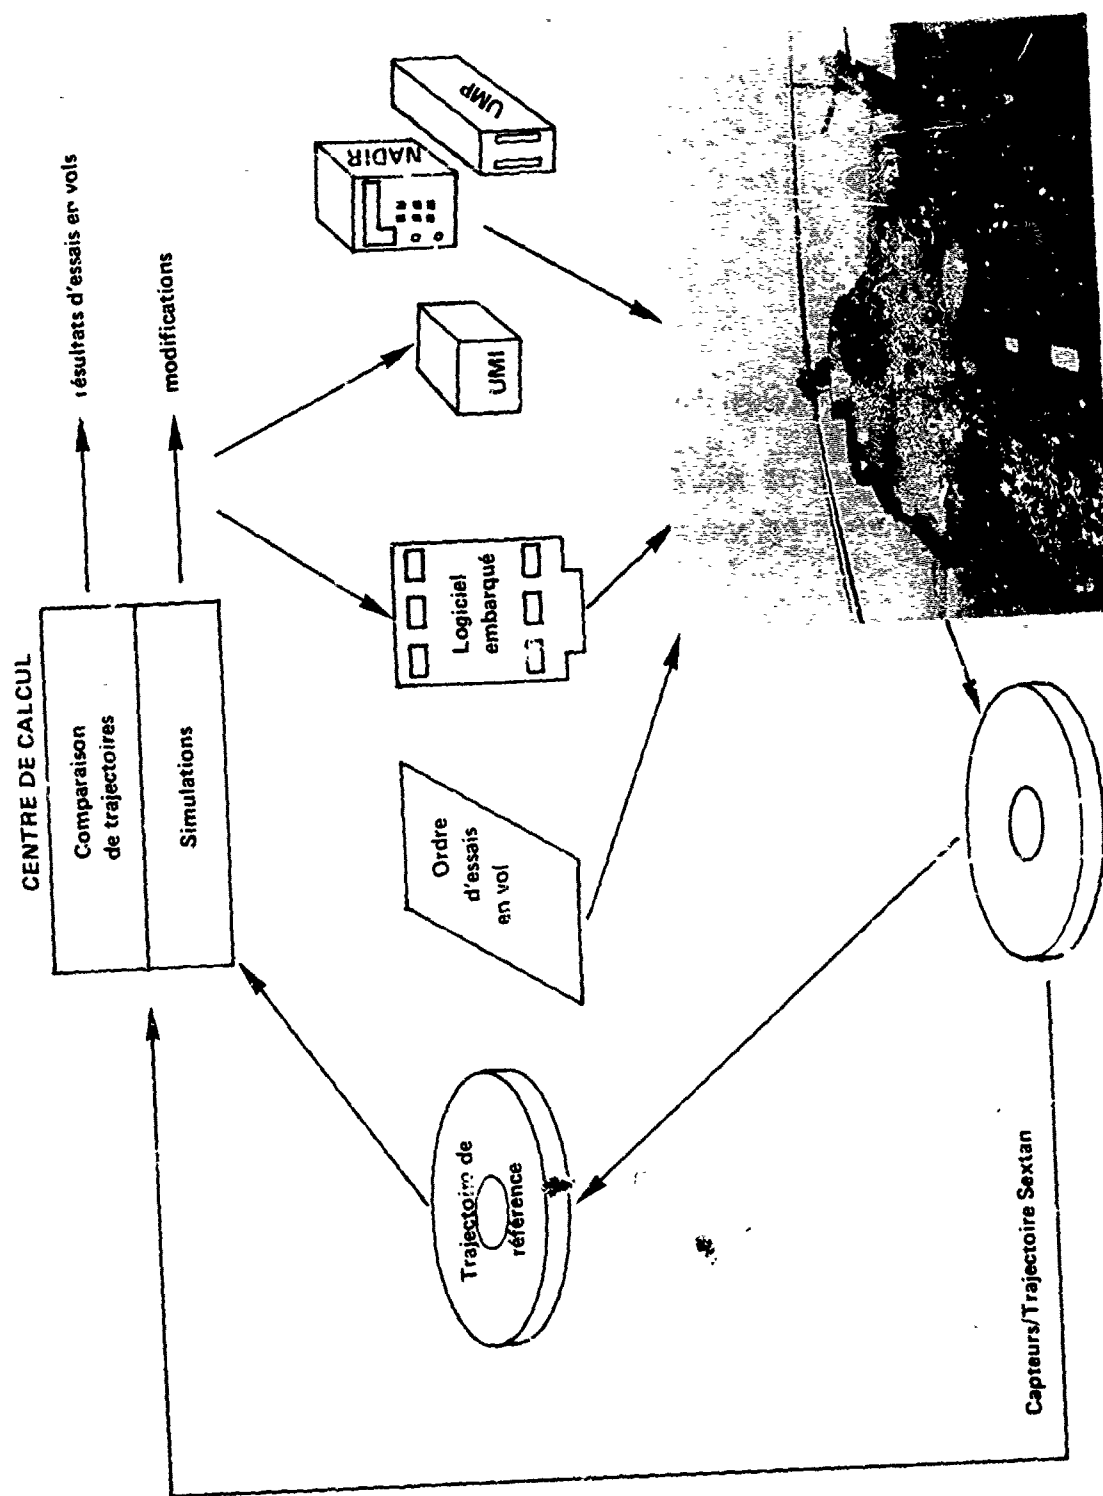 CENTRE DE CALCUL
Comparaison
de trajectoires
Simulations
résultats d'essais en vols
modifications
Trajectoire de
référence
Ordre
d'essais
en vol
Logiciel
embarqué
UMI
NADIR
UMP
Capteurs/Trajectoire Sextan